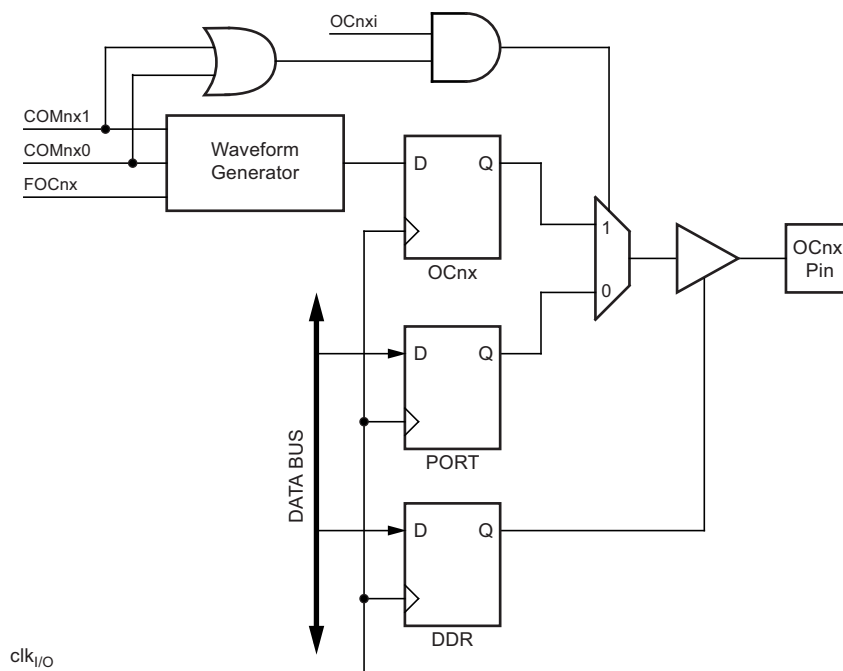 OCnxi
COMnx1
COMnx0
FOCnx
Waveform
Generator
D
Q
OCnx
1
0
OCnx
Pin
D
Q
PORT
DATA BUS
D
Q
DDR
clkI/O